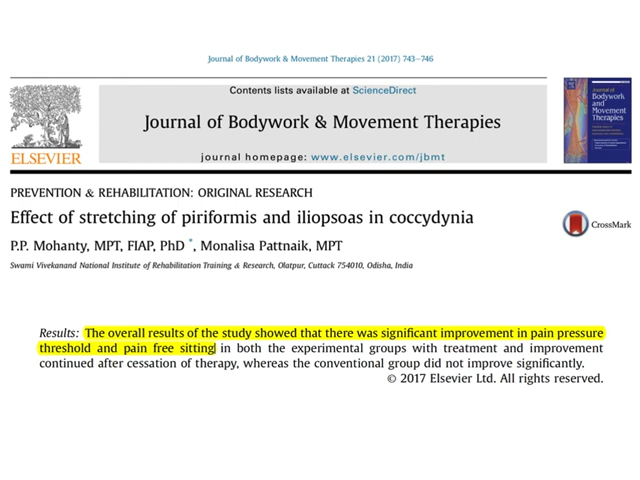 Journal of Bodywork & Movement Therapies 21 (2017) 743–746
Contents lists available at ScienceDirect
Journal of Bodywork & Movement Therapies
journal homepage: www.elsevier.com/jbmt
ELSEVIER
Journal of
Bodywork
and
Movement
Therapies
PREVENTION & REHABILITATION: ORIGINAL RESEARCH
Effect of stretching of piriformis and iliopsoas in coccydynia
CrossMark
P.P. Mohanty, MPT, FIAP, PhD *, Monalisa Pattnaik, MPT
Swami Vivekanand National Institute of Rehabilitation Training & Research, Olatpur, Cuttack 754010, Odisha, India
Results: The overall results of the study showed that there was significant improvement in pain pressure
threshold and pain free sitting in both the experimental groups with treatment and improvement
continued after cessation of therapy, whereas the conventional group did not improve significantly.
© 2017 Elsevier Ltd. All rights reserved.